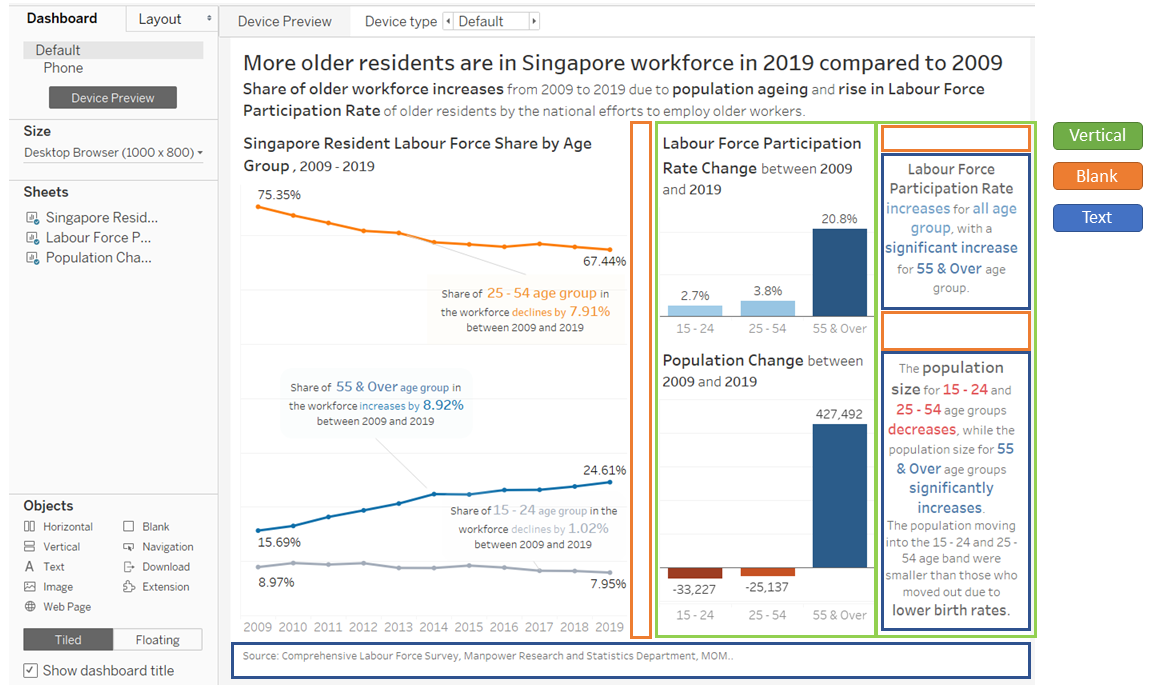 Dashboard
Layout
Device Preview
Device type
Default
Default
Phone
Device Preview
Size
Desktop Browser (1000 x 800)
Sheets
Singapore Resid...
Labour Force P...
Population Cha...
Objects
Horizontal
Blank
Vertical
Navigation
A Text
Download
Image
Extension
Web Page
Tiled
Floating
Show dashboard title
More older residents are in Singapore workforce in 2019 compared to 2009
Share of older workforce increases from 2009 to 2019 due to population ageing and rise in Labour Force
Participation Rate of older residents by the national efforts to employ older workers.
Singapore Resident Labour Force Share by Age
Group , 2009 - 2019
75.35%
67.44%
Share of 25 - 54 age group in
the workforce declines by 7.91%
between 2009 and 2019
Share of 55 & Over age group in
the workforce increases by 8.92%
between 2009 and 2019
24.61%
15.69%
Share of 15 - 24 age group in the
workforce declines by 1.02%
between 2009 and 2019
8.97%
7.95%
2009 2010 2011 2012 2013 2014 2015 2016 2017 2018 2019
Labour Force Participation
Rate Change between 2009
and 2019
2.7%
3.8%
20.8%
15 - 24
25 - 54
55 & Over
Population Change between
2009 and 2019
427,492
-33,227
-25,137
15 - 24
25 - 54
55 & Over
Labour Force
Participation Rate
increases for all age
group, with a
significant increase
for 55 & Over age
group.
The population
size for 15 - 24 and
25 - 54 age groups
decreases, while the
population size for 55
& Over age groups
significantly
increases.
The population moving
into the 15 - 24 and 25 -
54 age band were
smaller than those who
moved out due to
lower birth rates.
Source: Comprehensive Labour Force Survey, Manpower Research and Statistics Department, MOM..
Vertical
Blank
Text